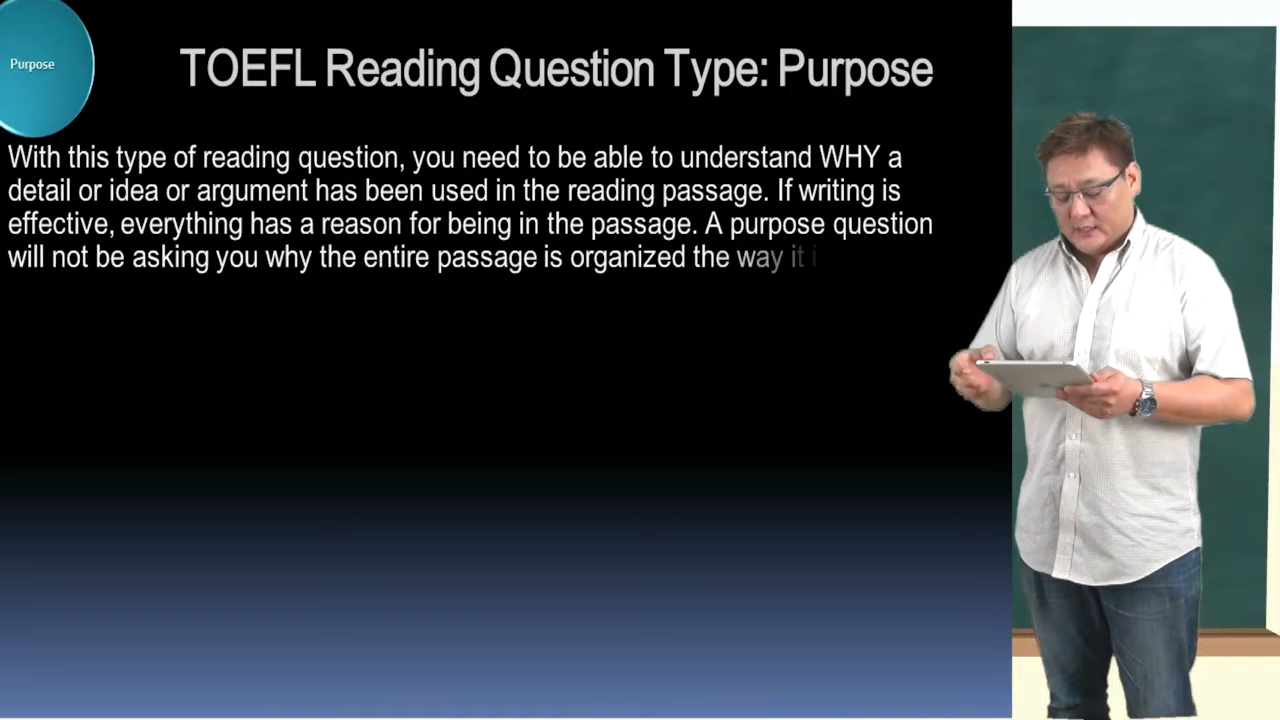 Purpose
TOEFL Reading Question Type: Purpose
With this type of reading question, you need to be able to understand WHY a
detail or idea or argument has been used in the reading passage. If writing is
effective, everything has a reason for being in the passage. A purpose question
will not be asking you why the entire passage is organized the way it